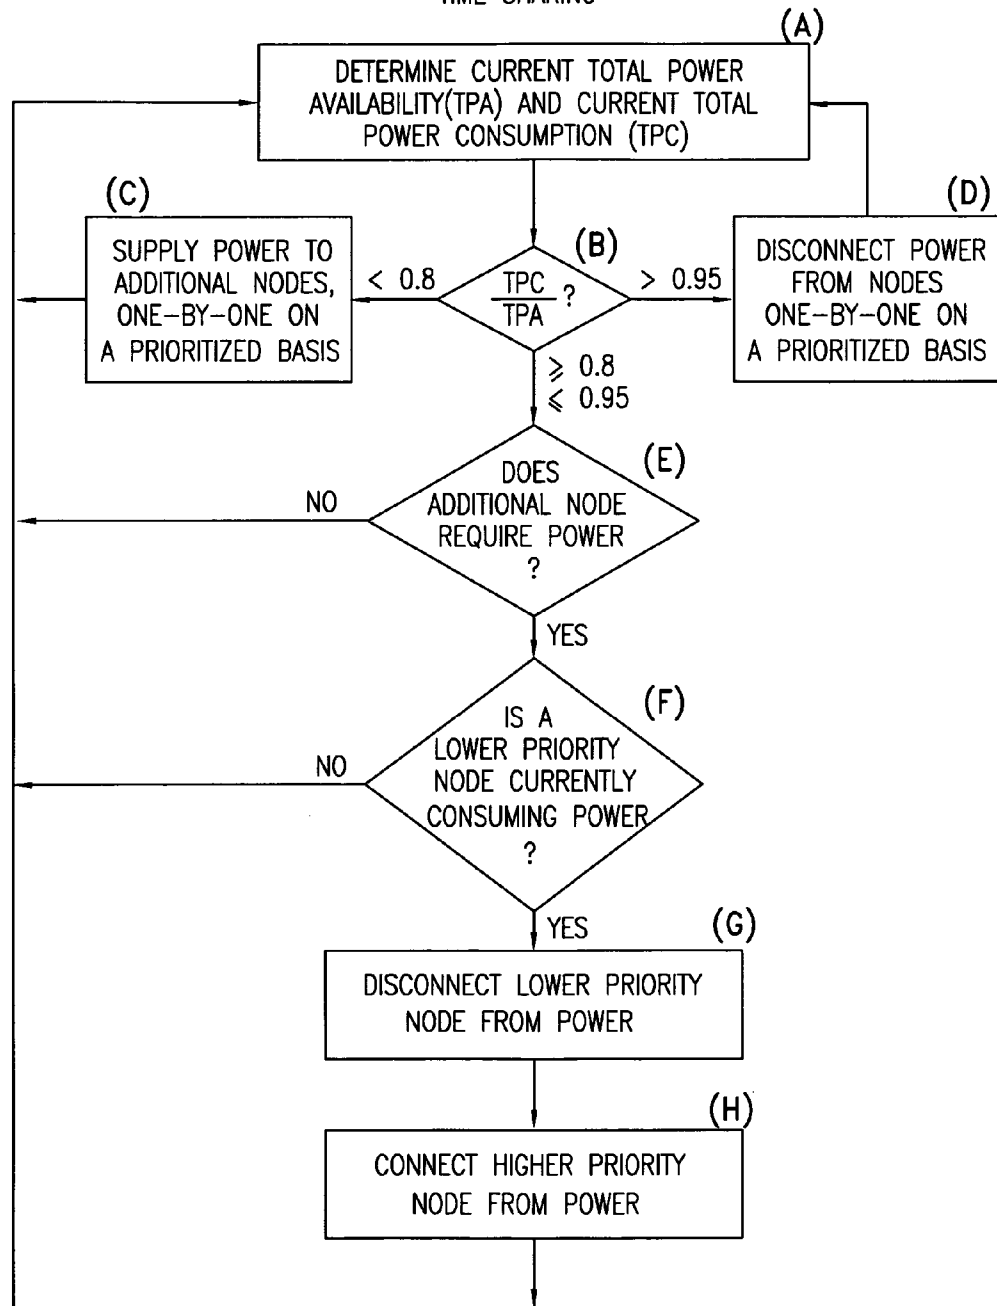 (A)
DETERMINE CURRENT TOTAL POWER
AVAILABILITY(TPA) AND CURRENT TOTAL
POWER CONSUMPTION (TPC)
(C)
SUPPLY POWER TO
ADDITIONAL NODES,
ONE-BY-ONE ON
A PRIORITIZED BASIS
< 0.8
(B)
TPC
TPA
?
> 0.95
(D)
DISCONNECT POWER
FROM NODES
ONE-BY-ONE ON
A PRIORITIZED BASIS
⩾ 0.8
⩽ 0.95
(E)
DOES
ADDITIONAL NODE
REQUIRE POWER
?
NO
YES
(F)
IS A
LOWER PRIORITY
NODE CURRENTLY
CONSUMING POWER
?
NO
YES
(G)
DISCONNECT LOWER PRIORITY
NODE FROM POWER
(H)
CONNECT HIGHER PRIORITY
NODE FROM POWER